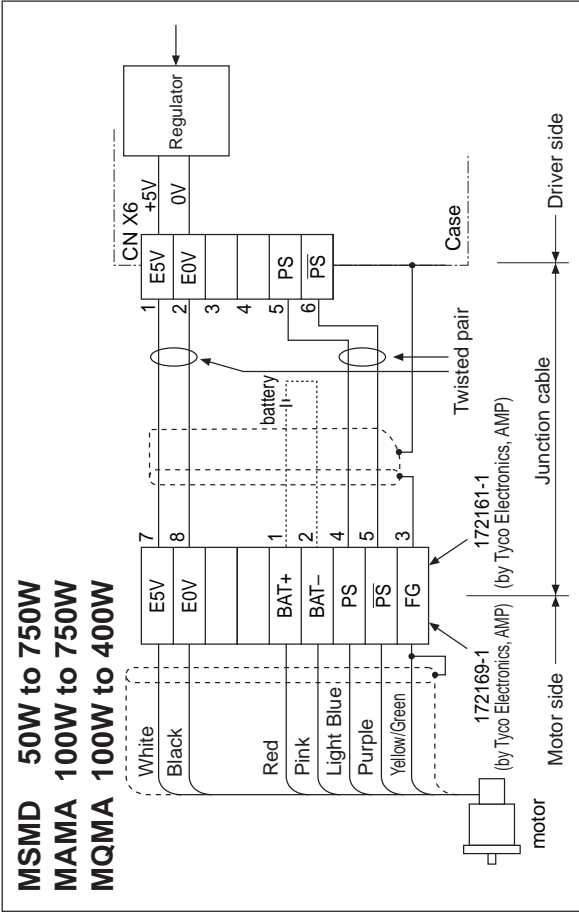 MSMD 50W to 750W
MAMA 100W to 750W
MQMA 100W to 400W
White
Black
Red
Pink
Light Blue
Purple
Yellow/Green
motor
E5V
E0V
BAT+
BAT−
PS
P̅S̅
FG
7
8
1
2
4
5
3
172169-1
(by Tyco Electronics, AMP)
172161-1
(by Tyco Electronics, AMP)
battery
Twisted pair
CN X6
1
2
3
4
5
6
E5V
E0V
PS
P̅S̅
+5V
0V
Regulator
Case
Motor side
Junction cable
Driver side